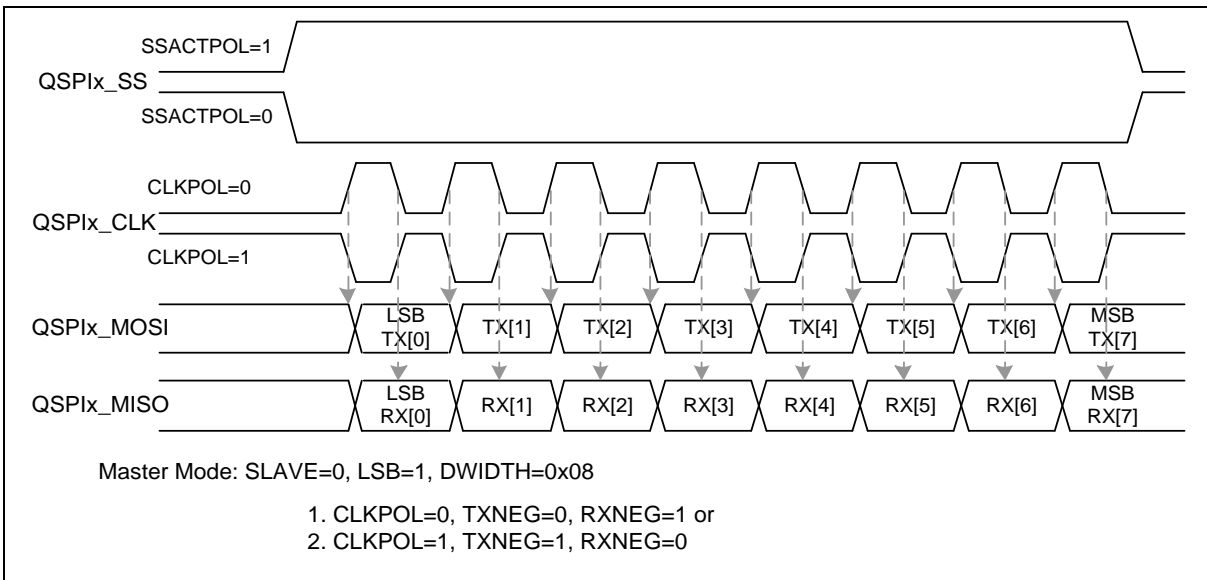 SSACTPOL=1
QSPIx_SS
SSACTPOL=0
CLKPOL=0
QSPIx_CLK
CLKPOL=1
QSPIx_MOSI
LSB
TX[0]
TX[1]
TX[2]
TX[3]
TX[4]
TX[5]
TX[6]
MSB
TX[7]
QSPIx_MISO
LSB
RX[0]
RX[1]
RX[2]
RX[3]
RX[4]
RX[5]
RX[6]
MSB
RX[7]
Master Mode: SLAVE=0, LSB=1, DWIDTH=0x08
1. CLKPOL=0, TXNEG=0, RXNEG=1 or
2. CLKPOL=1, TXNEG=1, RXNEG=0